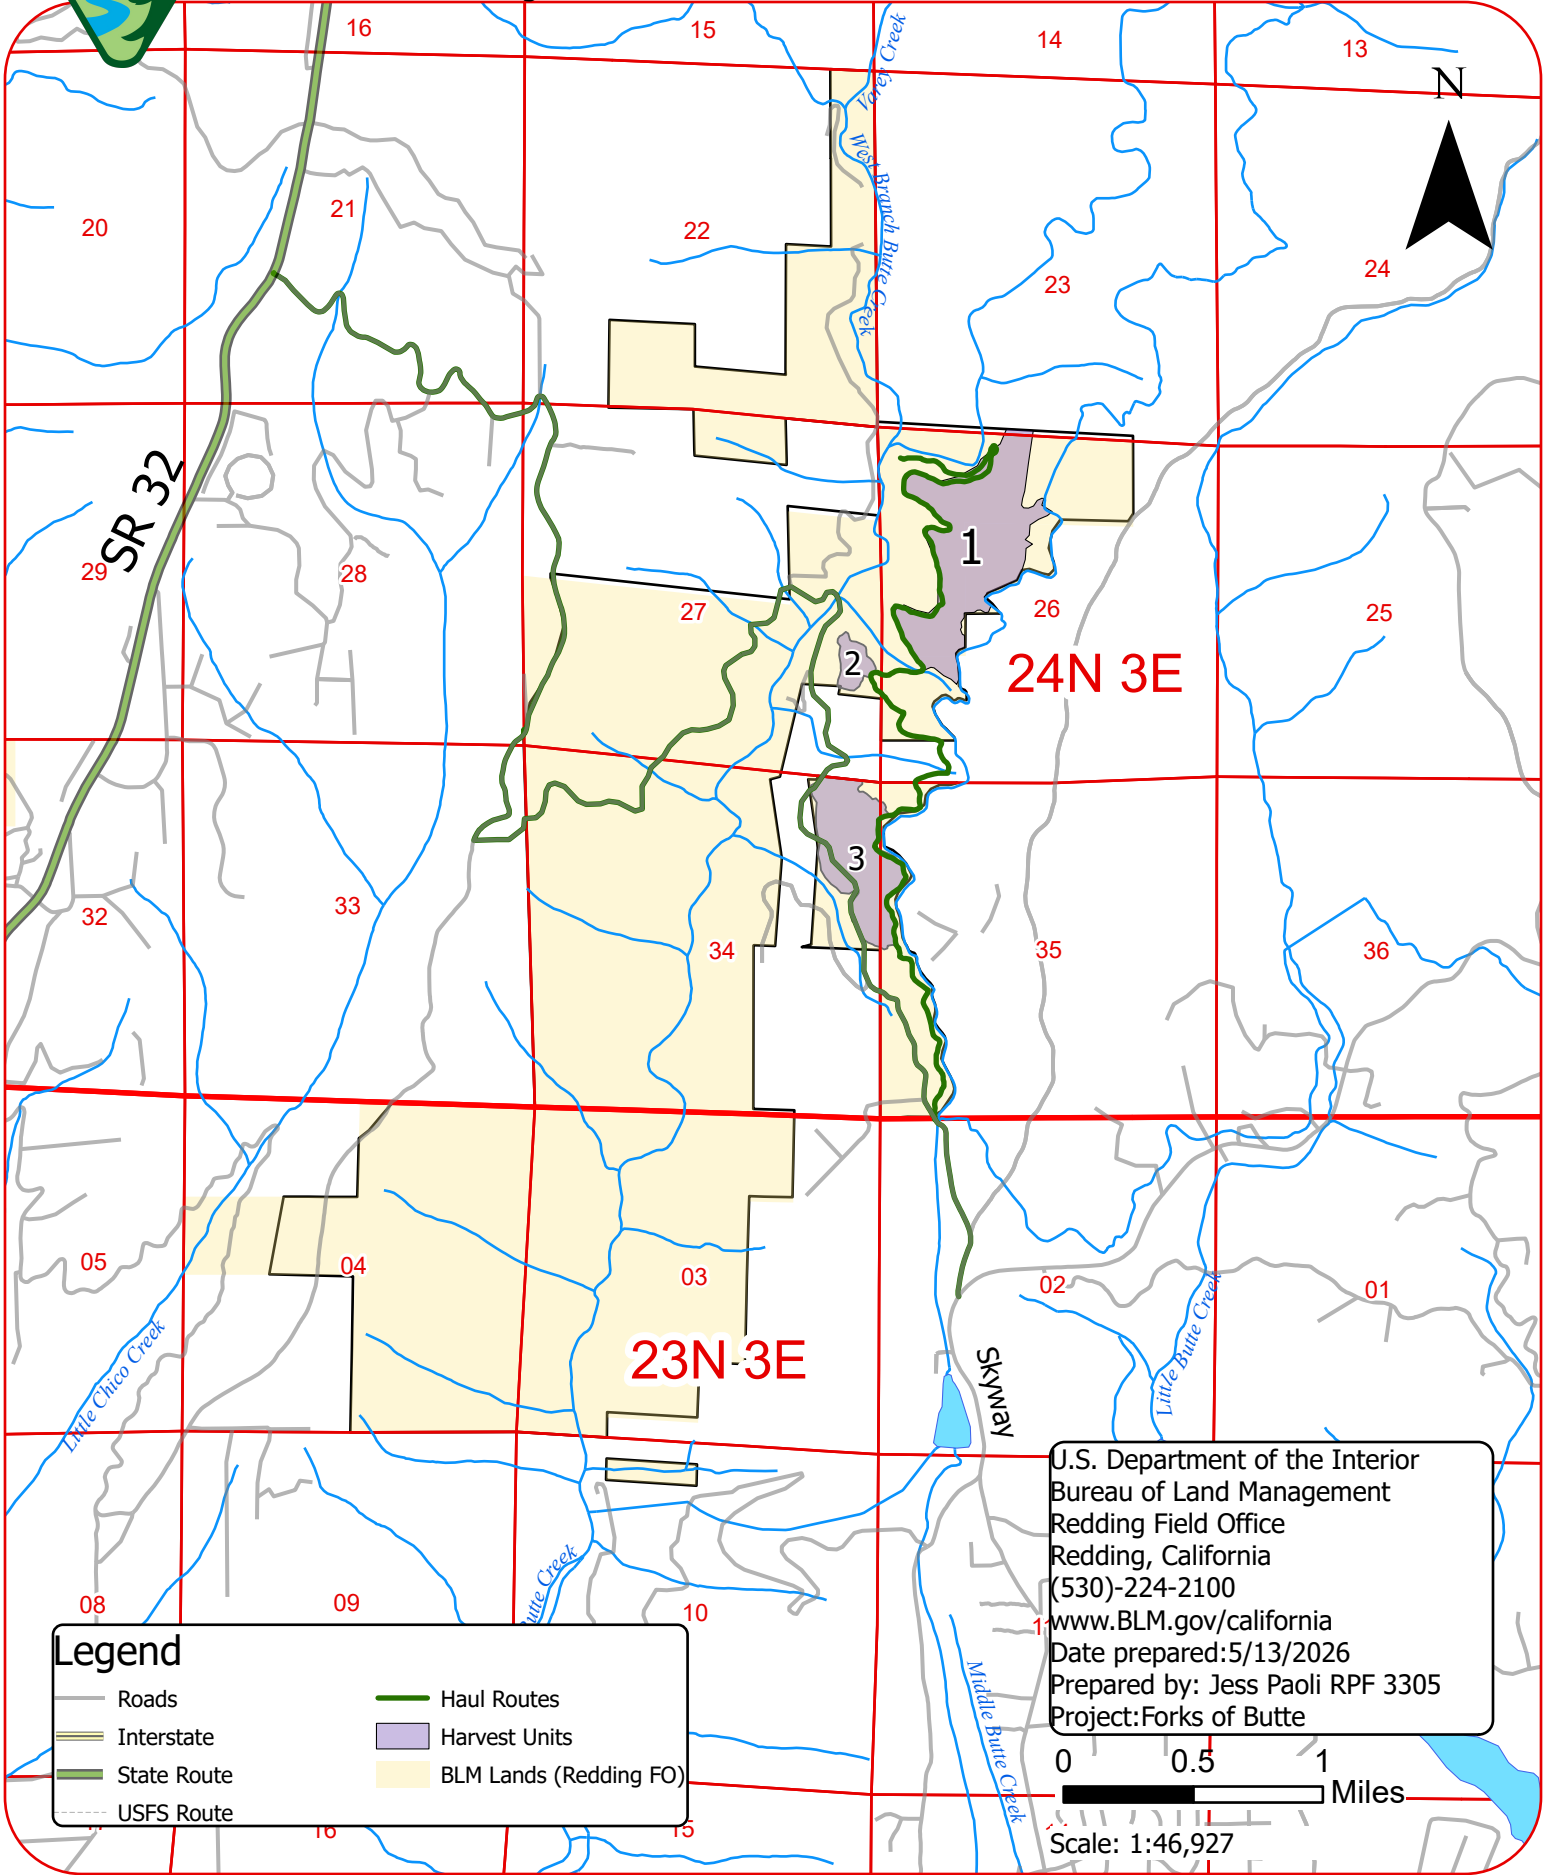 16
15
14
13
N
Varey Creek
West Branch Butte Creek
20
21
22
23
24
SR 32
29
28
27
26
25
1
2
3
24N 3E
32
33
34
35
36
05
04
03
02
01
23N 3E
Little Chico Creek
Little Butte Creek
Skyway
08
09
10
Middle Butte Creek
16
15
U.S. Department of the Interior
Bureau of Land Management
Redding Field Office
Redding, California
(530)-224-2100
www.BLM.gov/california
Date prepared:5/13/2026
Prepared by: Jess Paoli RPF 3305
Project:Forks of Butte
0 0.5 1
Miles
Scale: 1:46,927
Legend
Roads
Interstate
State Route
USFS Route
Haul Routes
Harvest Units
BLM Lands (Redding FO)